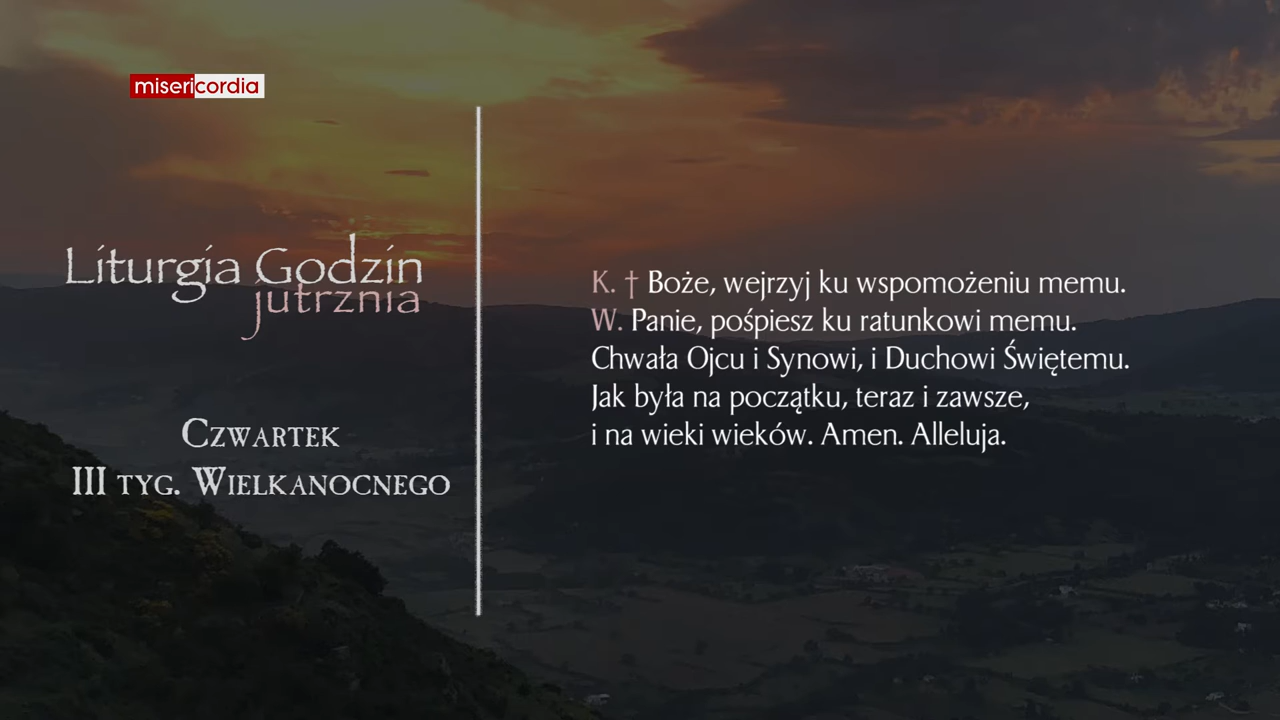 misericordia
Liturgia Godzin
jutrznia
Czwartek
III tyg. Wielkanocnego
K. † Boże, wejrzyj ku wspomożeniu memu.
W. Panie, pośpiesz ku ratunkowi memu.
Chwała Ojcu i Synowi, i Duchowi Świętemu.
Jak była na początku, teraz i zawsze,
i na wieki wieków. Amen. Alleluja.